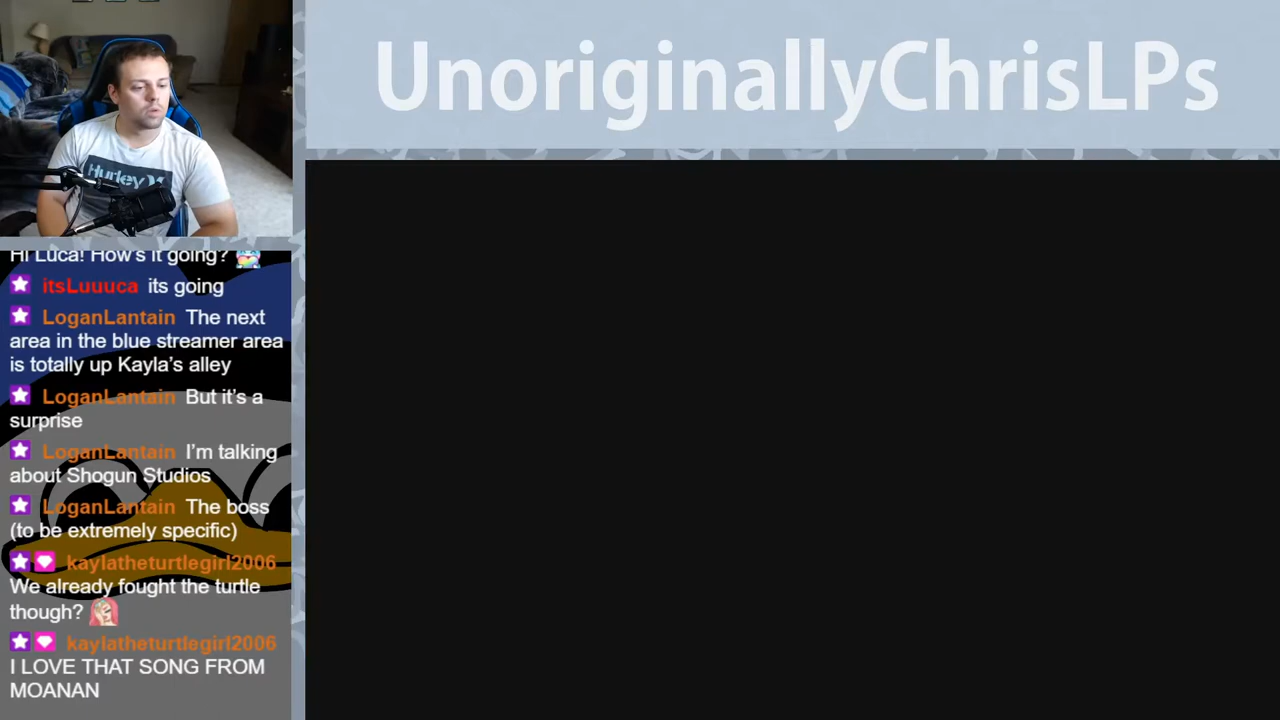 UnoriginallyChrisLPs
Hurley
Hi Luca! How's it going?
itsLuuuca its going
LoganLantain The next
area in the blue streamer area
is totally up Kayla's alley
LoganLantain But it's a
surprise
LoganLantain I'm talking
about Shogun Studios
LoganLantain The boss
(to be extremely specific)
kaylatheturtlegirl2006
We already fought the turtle
though?
kaylatheturtlegirl2006
I LOVE THAT SONG FROM
MOANAN